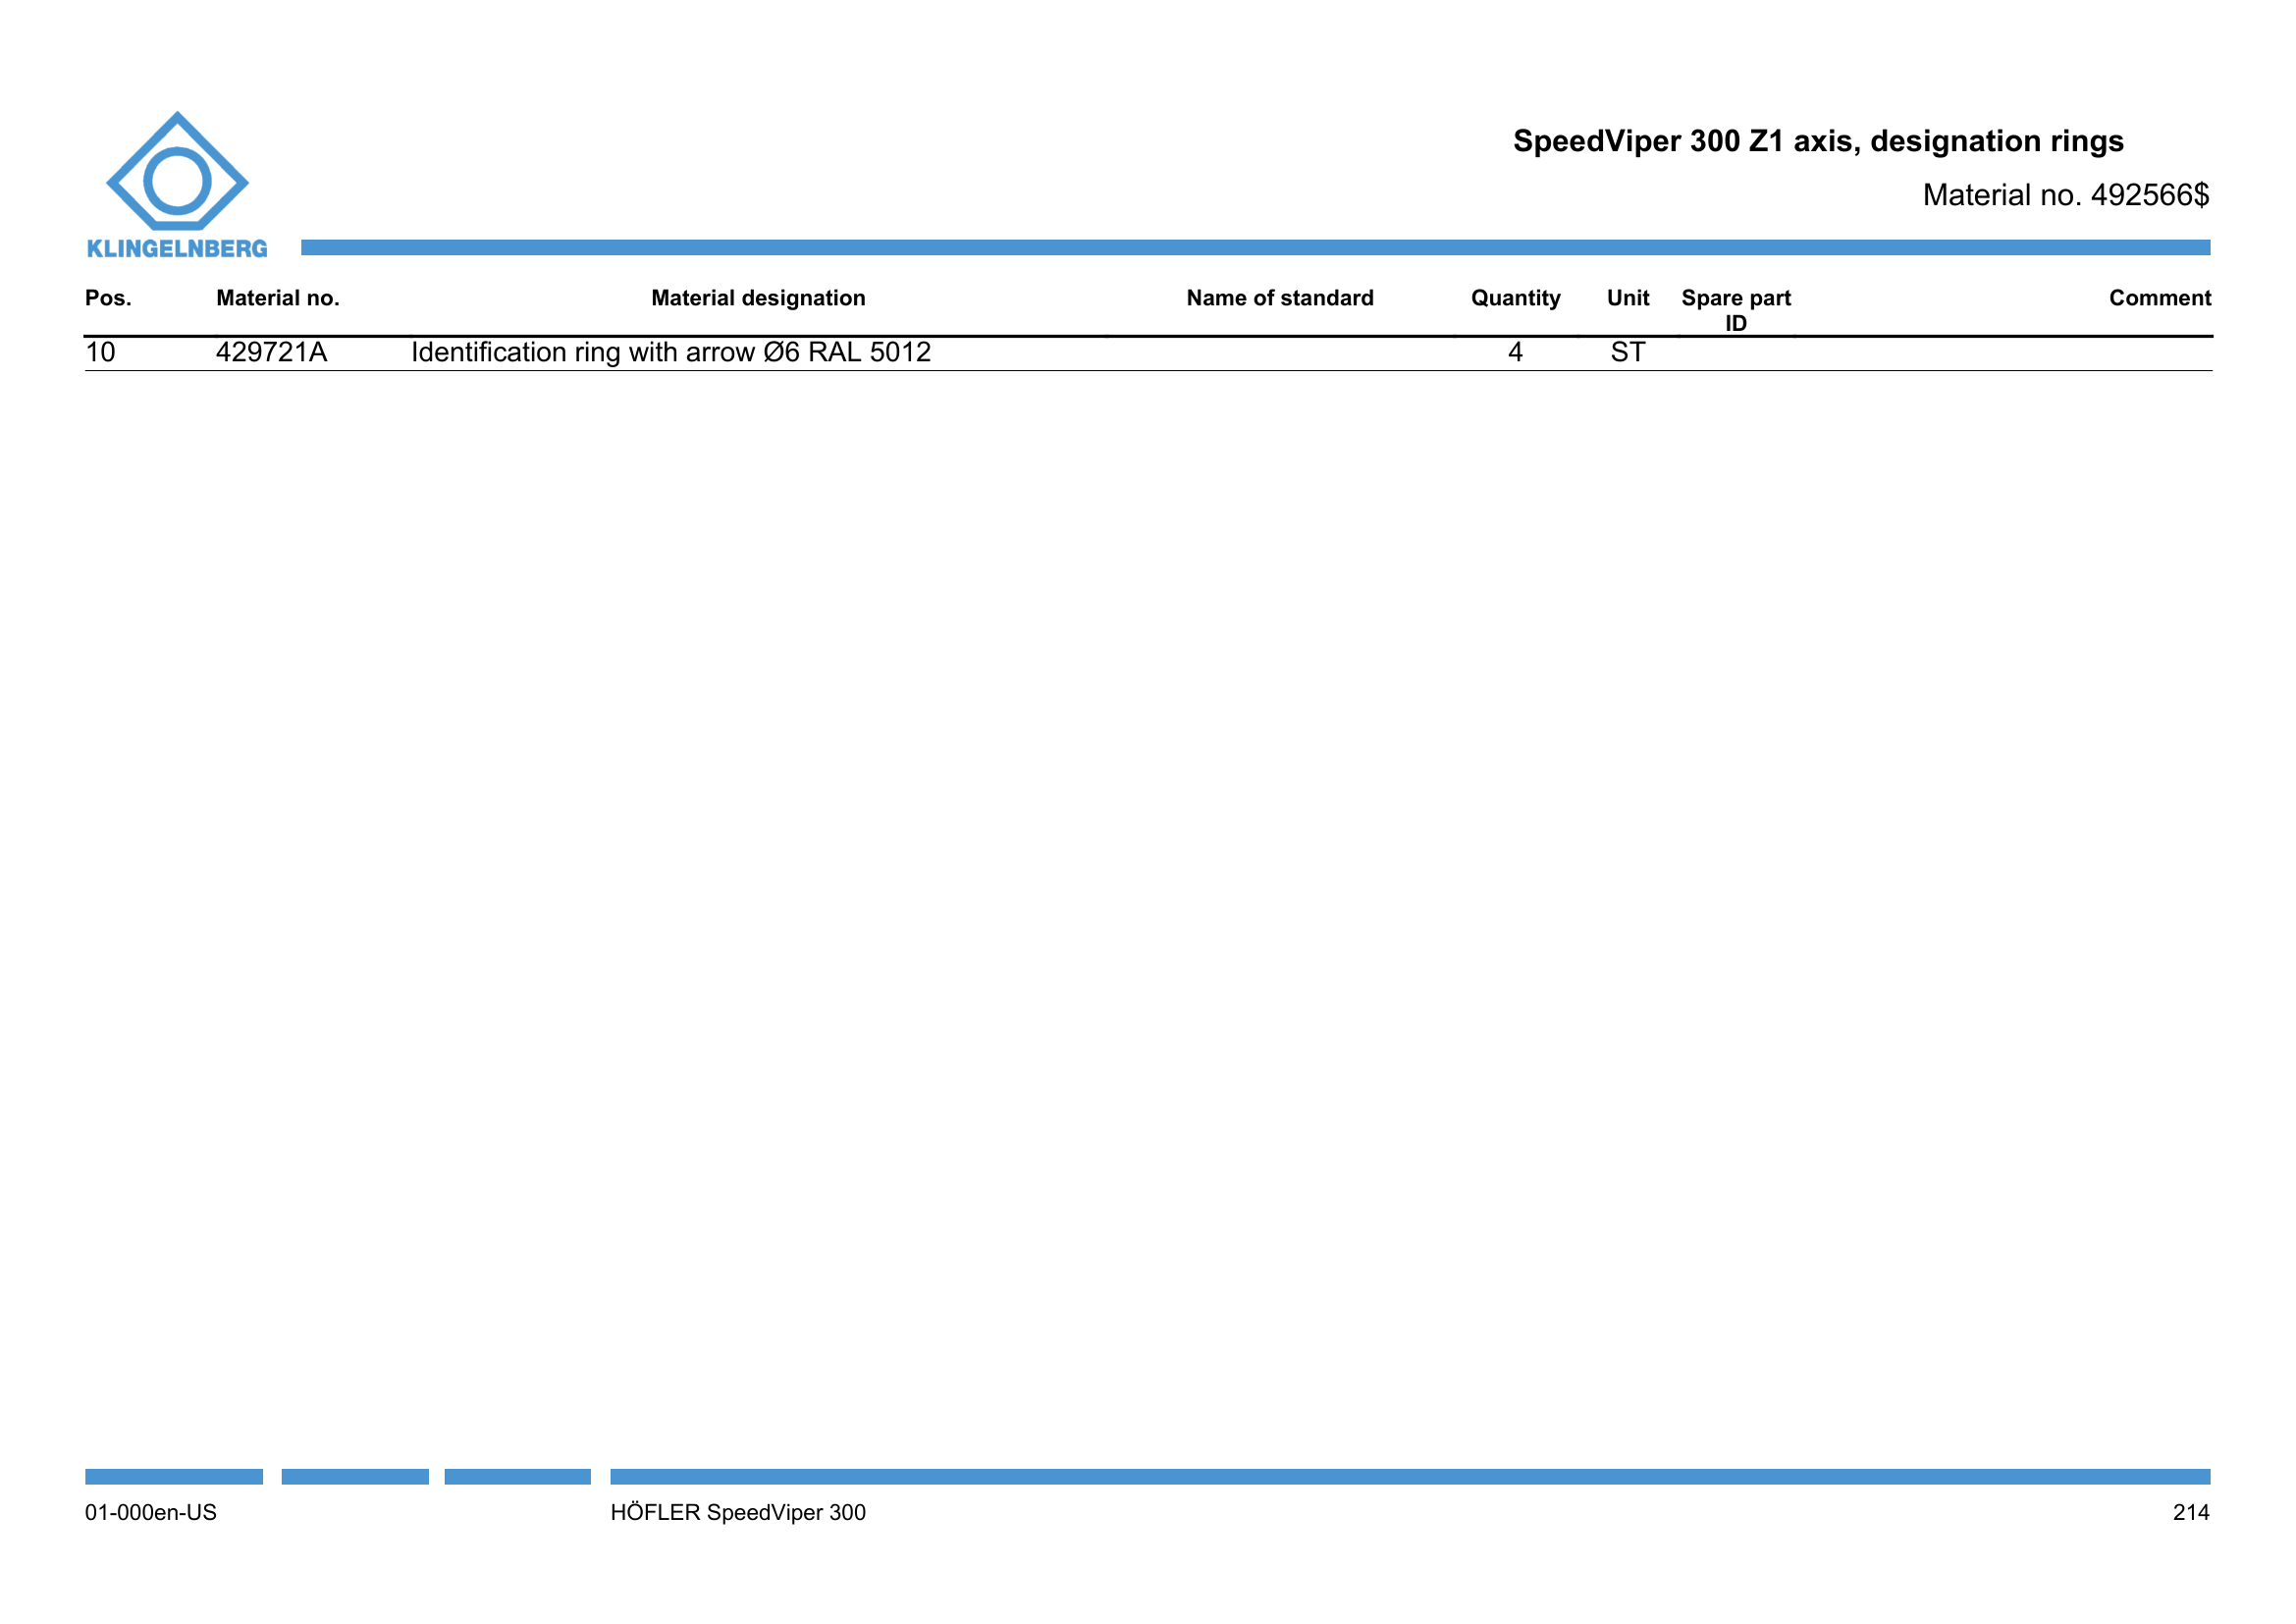 SpeedViper 300 Z1 axis, designation rings
Material no. 492566$
KLINGELNBERG
Pos. Material no. Material designation Name of standard Quantity Unit Spare part ID Comment
10 429721A Identification ring with arrow Ø6 RAL 5012 4 ST
01-000en-US HÖFLER SpeedViper 300 214